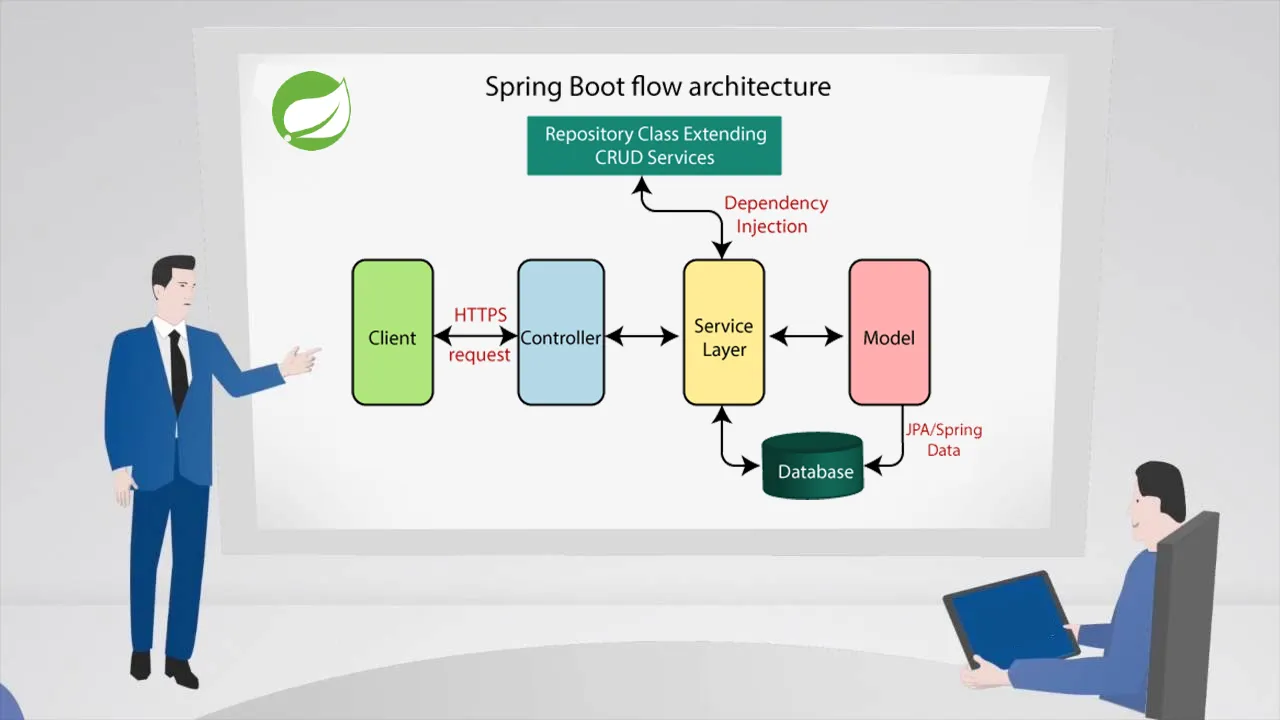 Spring Boot flow architecture
Repository Class Extending
CRUD Services
Dependency
Injection
Client
HTTPS
request
Controller
Service
Layer
Model
JPA/Spring
Data
Database